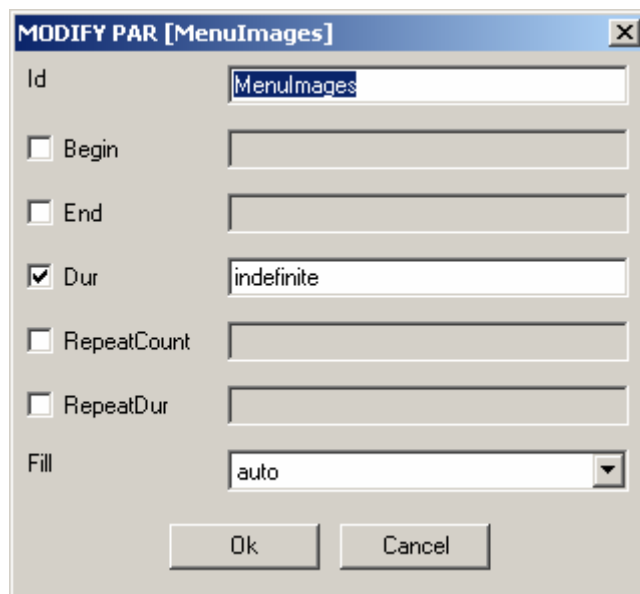 MODIFY PAR [MenuImages]
Id MenuImages
Begin
End
Dur indefinite
RepeatCount
RepeatDur
Fill auto
Ok Cancel